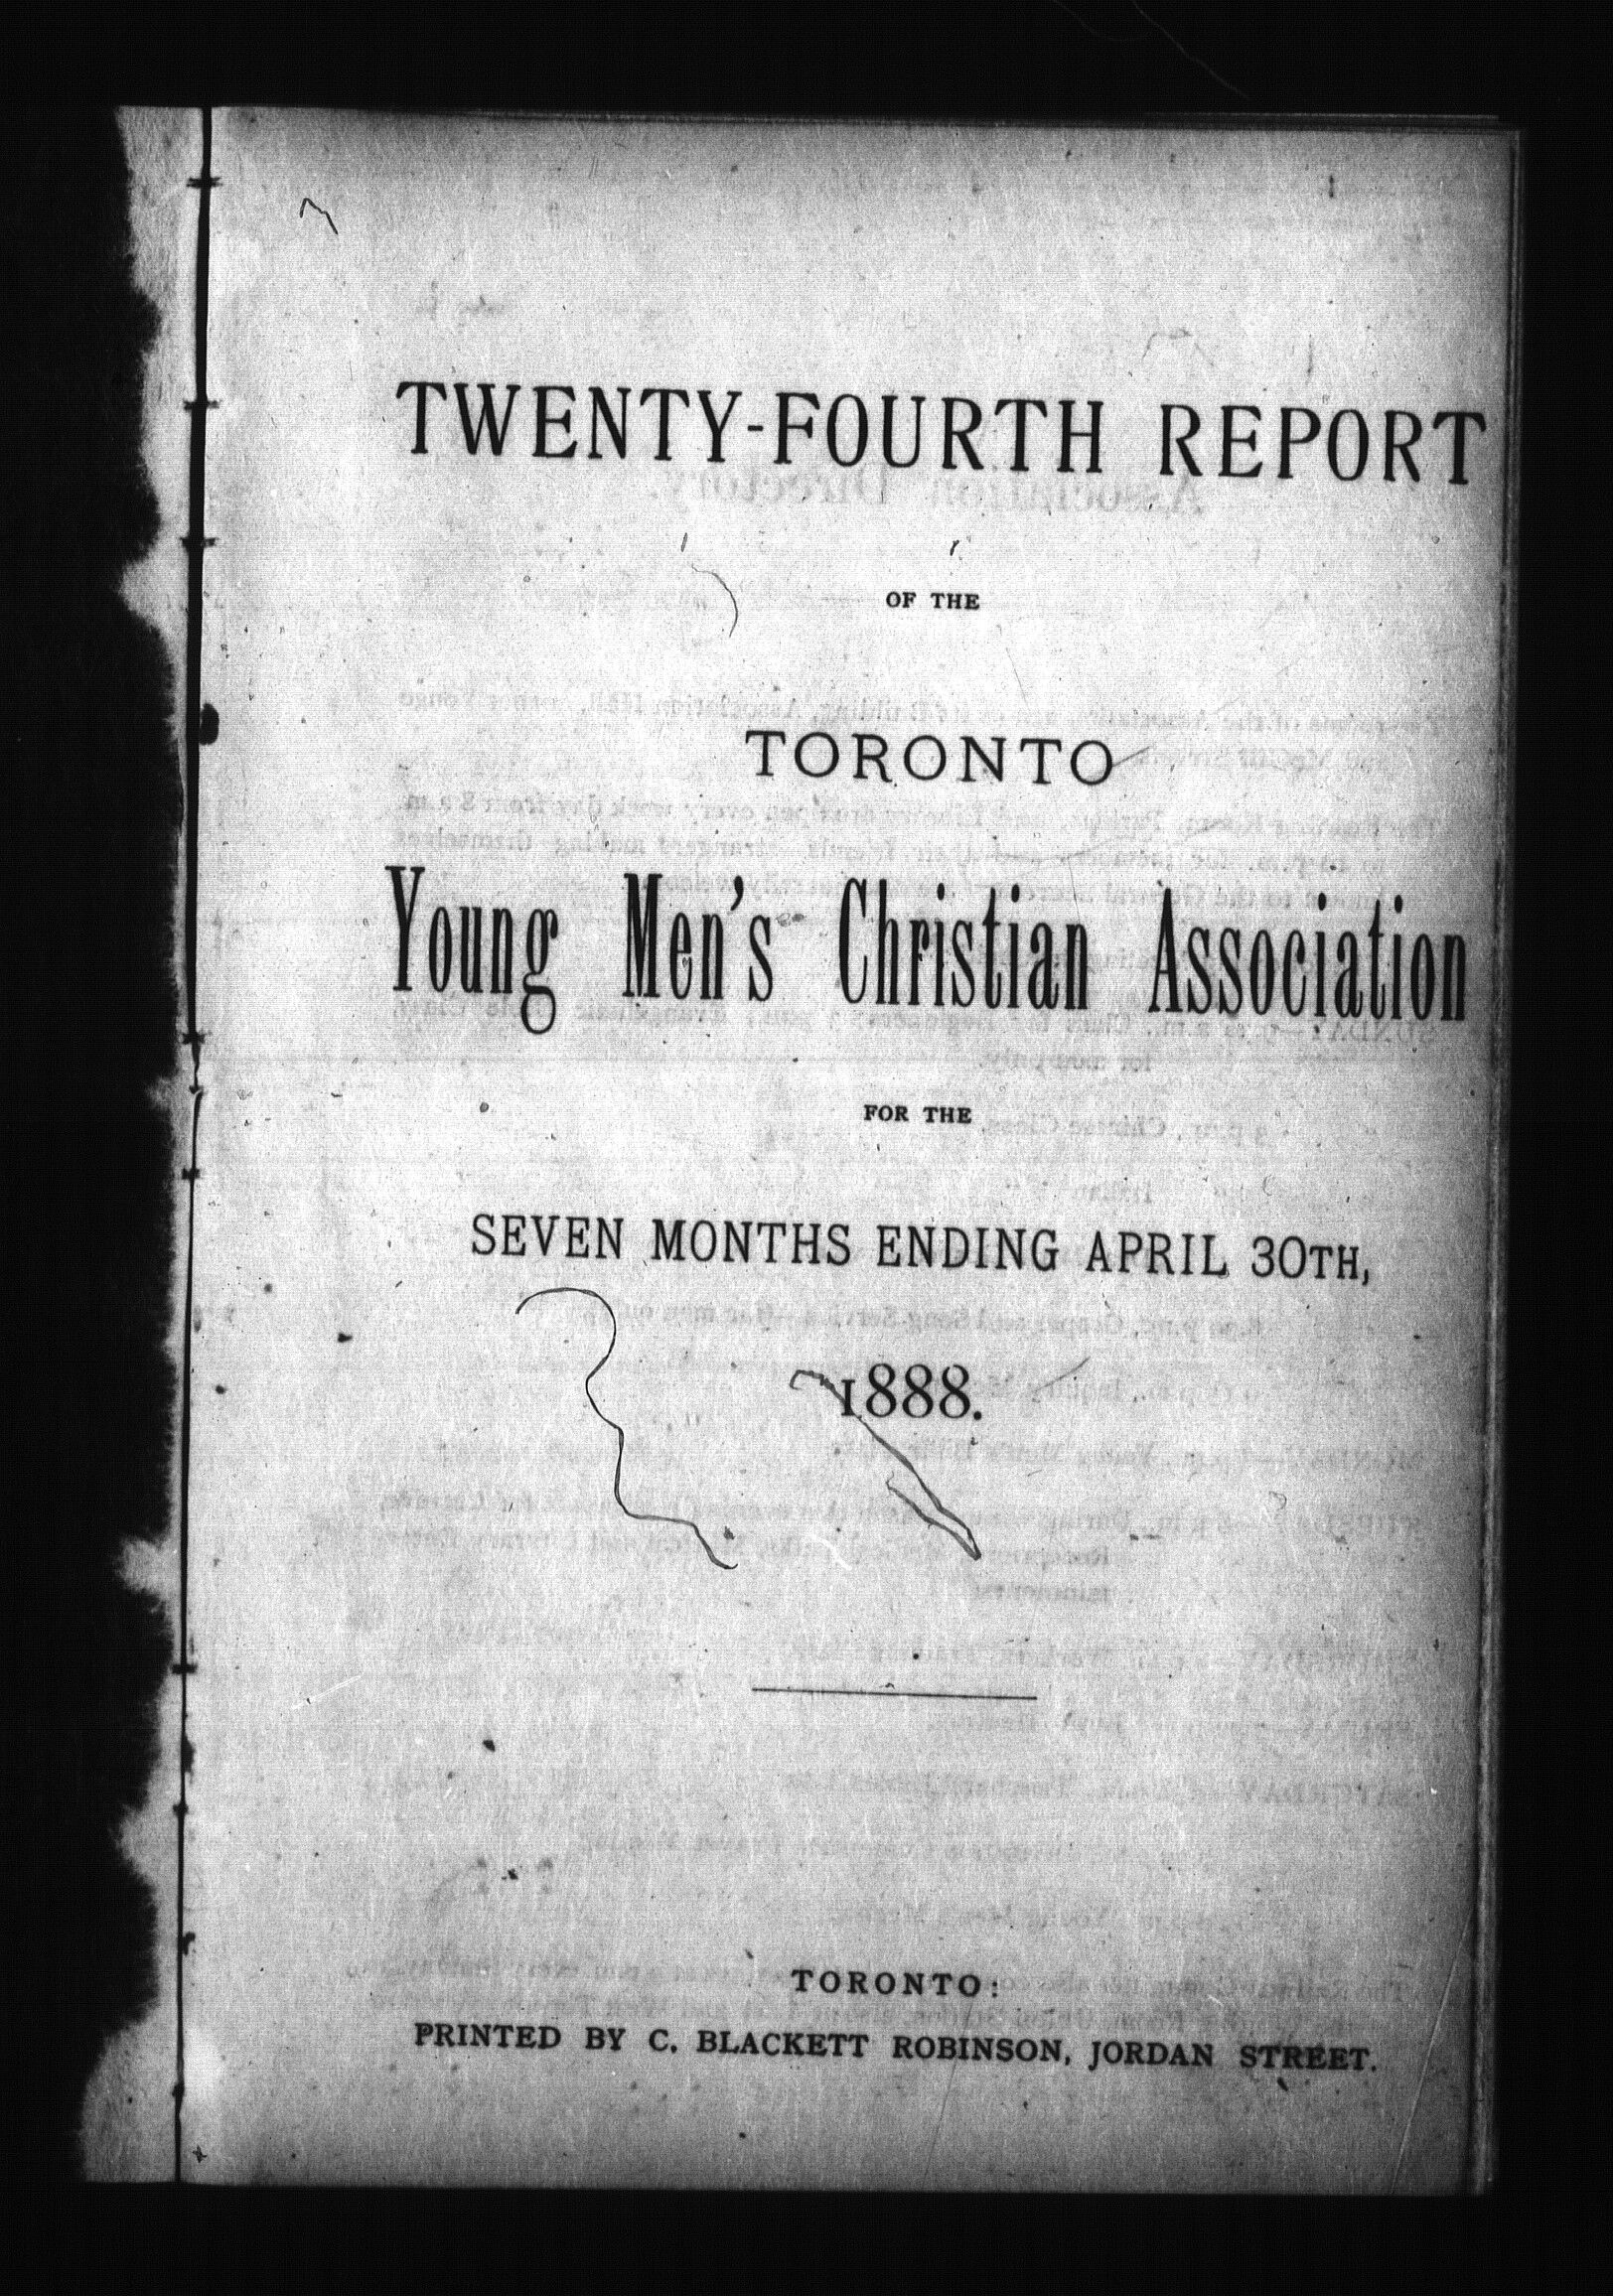 TWENTY-FOURTH REPORT
OF THE
TORONTO
Young Men's Christian Association
FOR THE
SEVEN MONTHS ENDING APRIL 30TH,
1888.
TORONTO:
PRINTED BY C. BLACKETT ROBINSON, JORDAN STREET.